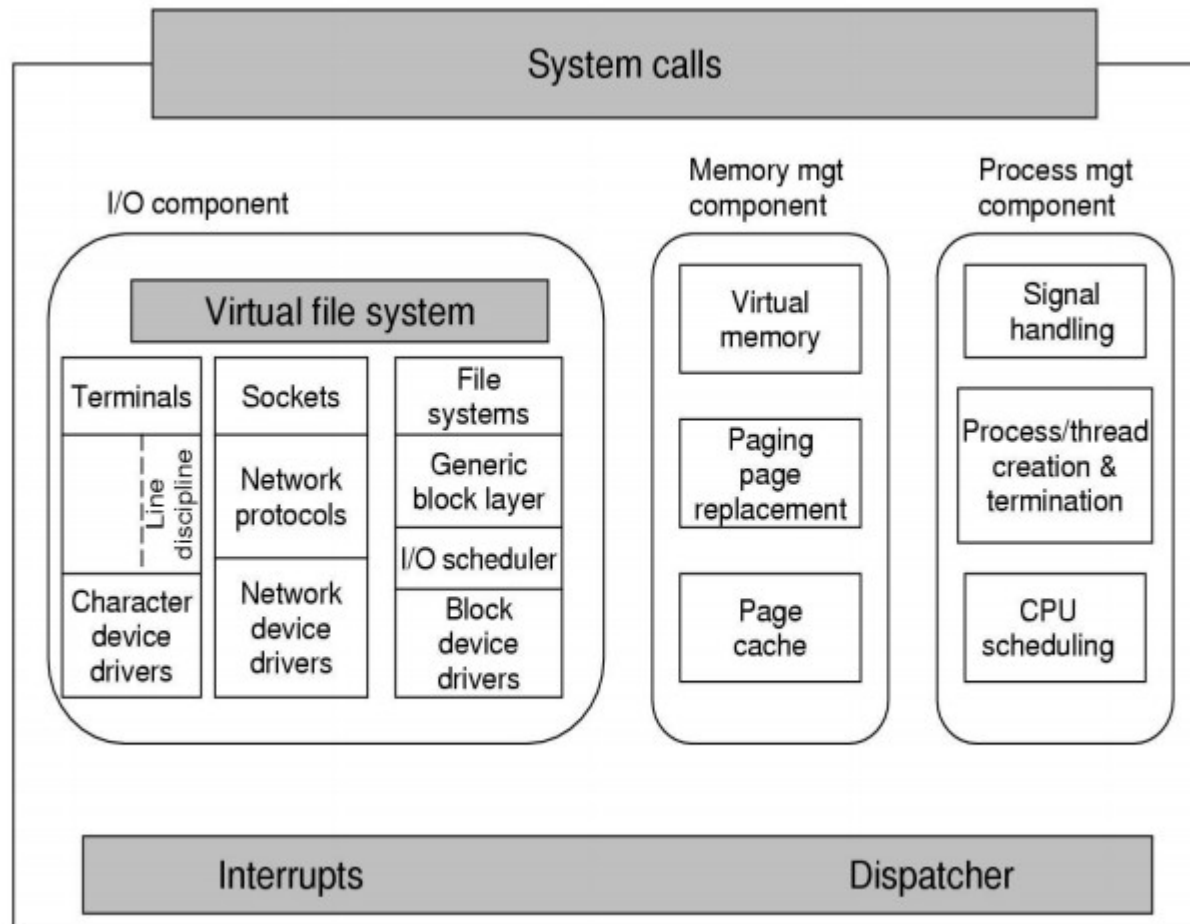 System calls
I/O component
Memory mgt
component
Process mgt
component
Virtual file system
Terminals
Line
discipline
Character
device
drivers
Sockets
Network
protocols
Network
device
drivers
File
systems
Generic
block layer
I/O scheduler
Block
device
drivers
Virtual
memory
Paging
page
replacement
Page
cache
Signal
handling
Process/thread
creation &
termination
CPU
scheduling
Interrupts
Dispatcher